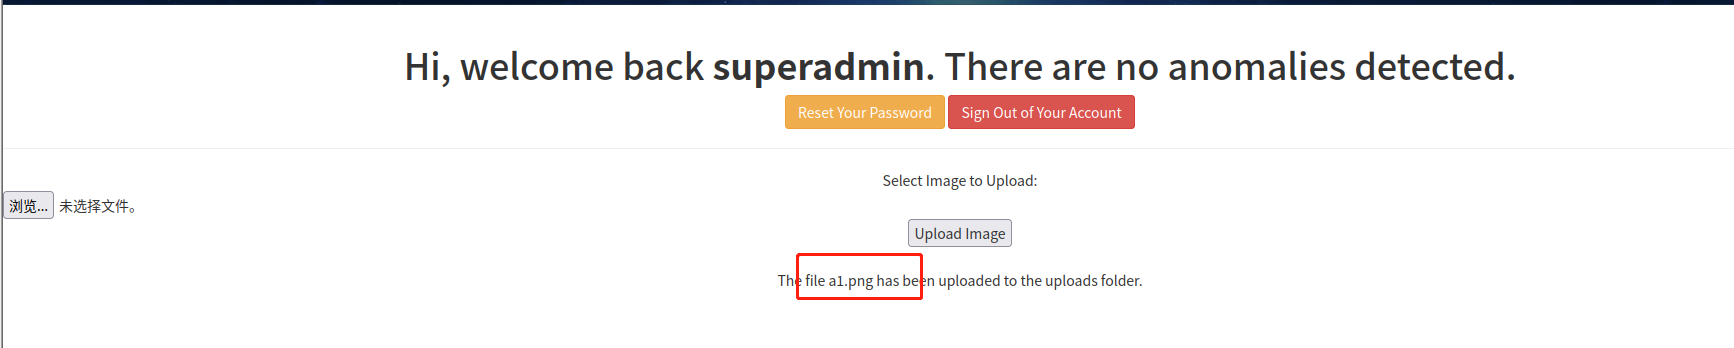 Hi, welcome back superadmin. There are no anomalies detected.
Reset Your Password Sign Out of Your Account
Select Image to Upload:
浏览... 未选择文件。
Upload Image
The file a1.png has been uploaded to the uploads folder.